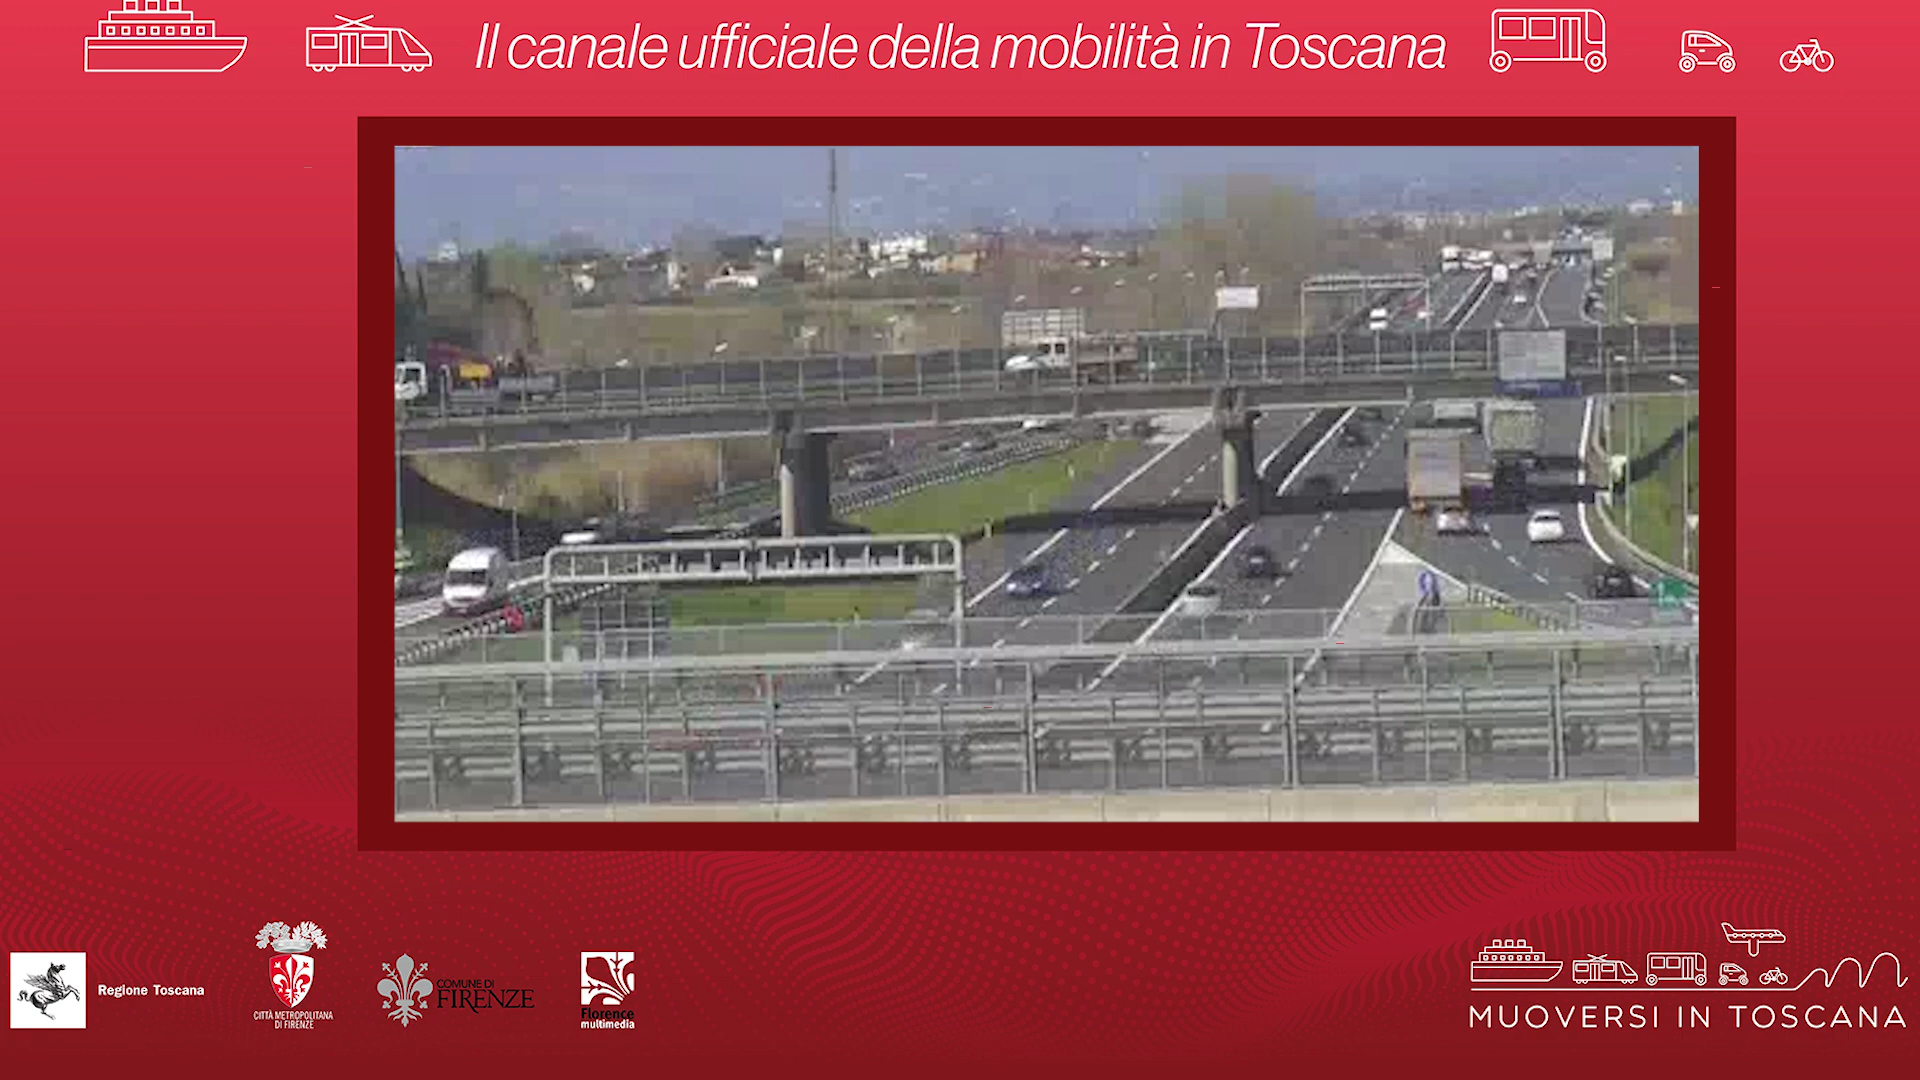 Il canale ufficiale della mobilità in Toscana
Regione Toscana
CITTÀ METROPOLITANA
DI FIRENZE
COMUNE DI
FIRENZE
Florence
multimedia
MUOVERSI IN TOSCANA